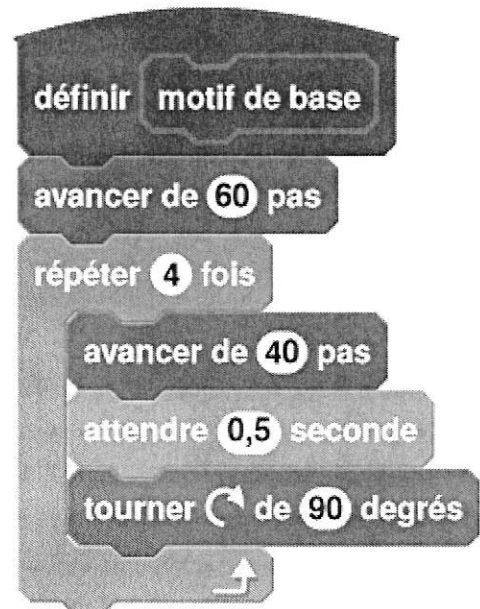 définir motif de base
avancer de 60 pas
répéter 4 fois
avancer de 40 pas
attendre 0,5 seconde
tourner de 90 degrés